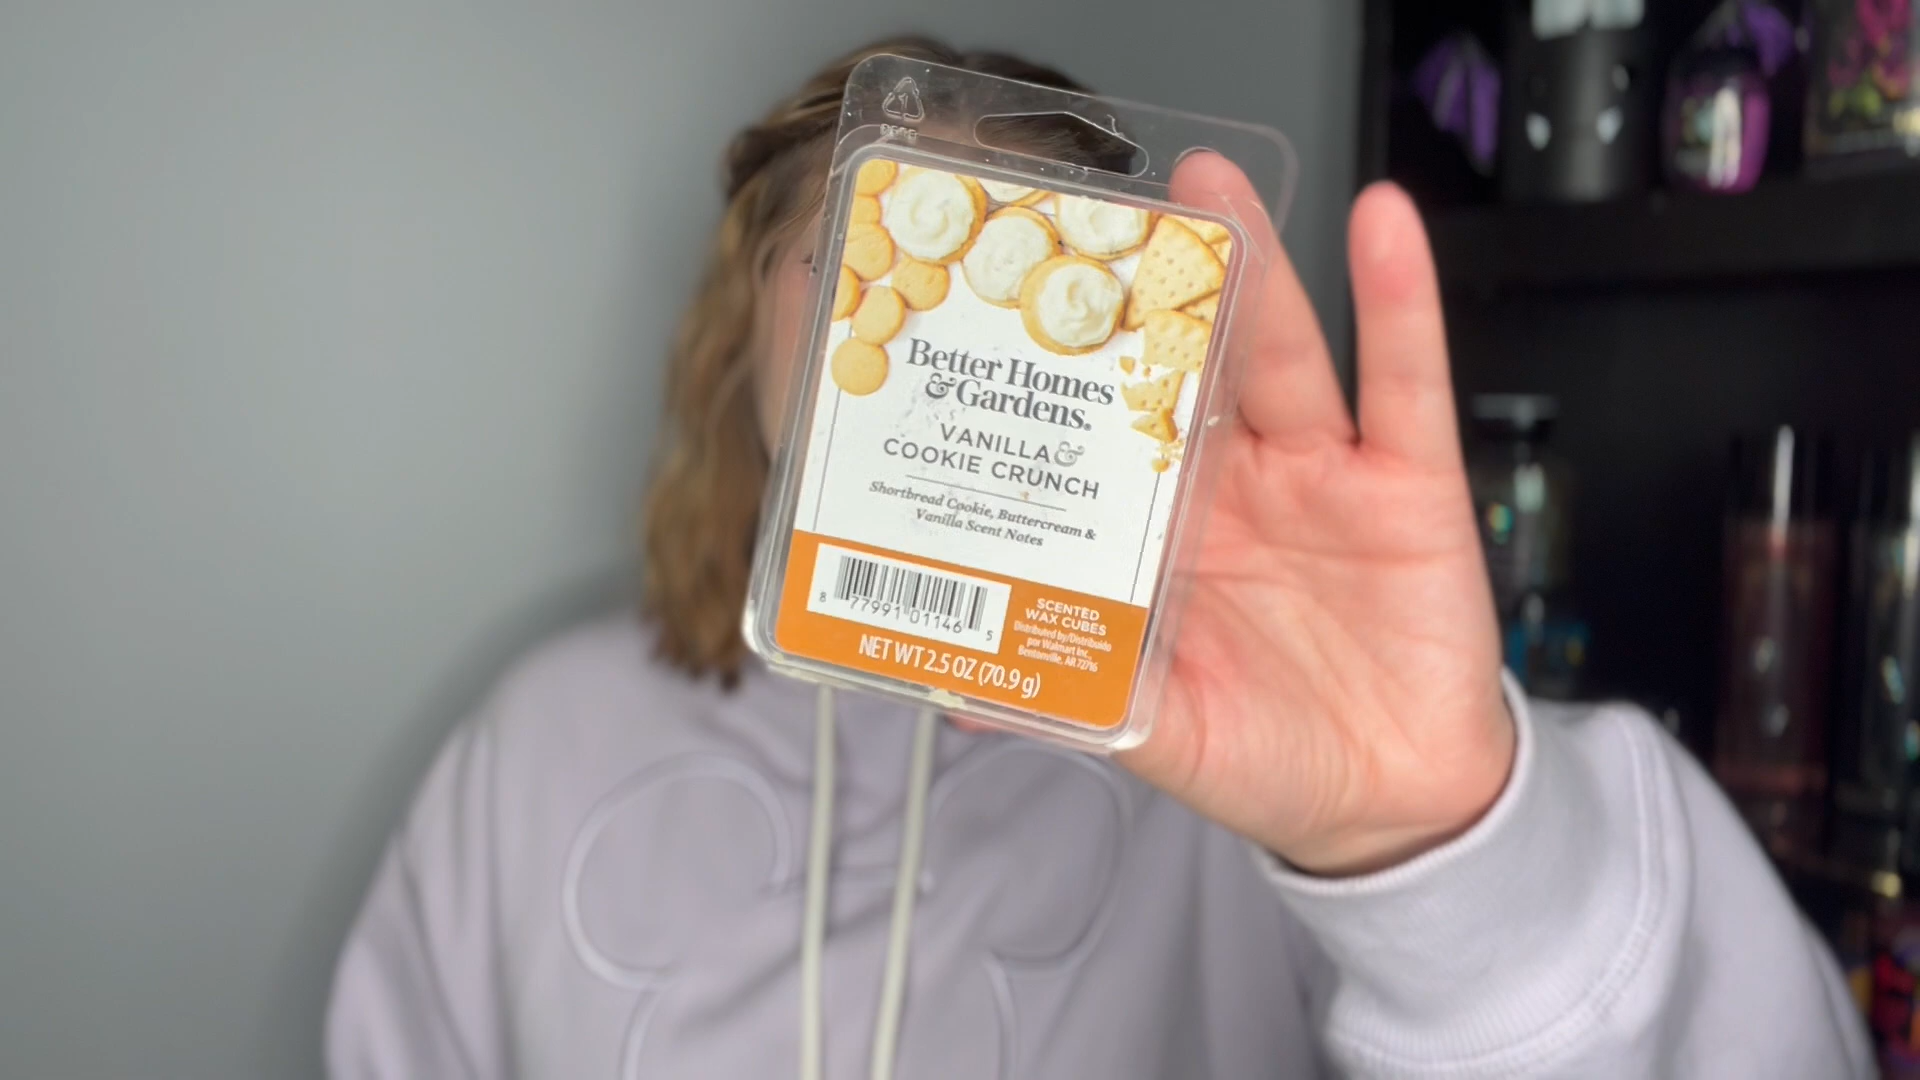 1
Better Homes
& Gardens®
VANILLA &
COOKIE CRUNCH
Shortbread Cookie, Buttercream &
Vanilla Scent Notes
8 77991 01146 5
SCENTED
WAX CUBES
Distributed by/Distribuido
por Walmart Inc.,
Bentonville, AR 72716
NET WT 2.5 OZ (70.9 g)